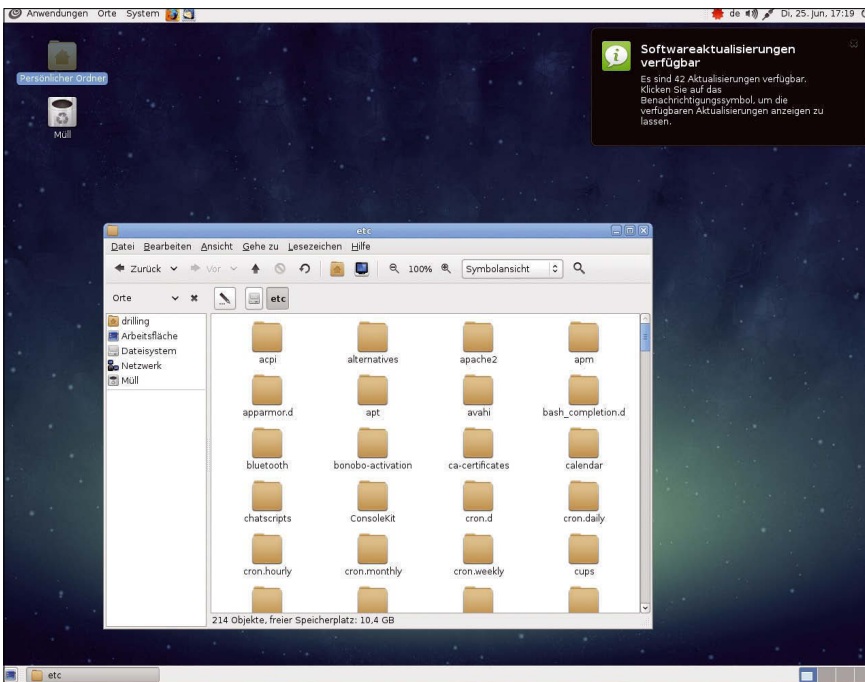 Anwendungen Orte System
de Di, 25. Jun, 17:19
Persönlicher Ordner
Müll
Softwareaktualisierungen
verfügbar
Es sind 42 Aktualisierungen verfügbar.
Klicken Sie auf das
Benachrichtigungssymbol, um die
verfügbaren Aktualisierungen anzeigen zu
lassen.
etc
Datei Bearbeiten Ansicht Gehe zu Lesezeichen Hilfe
Zurück Vor 100% Symbolansicht
Orte etc
drilling
Arbeitsfläche
Dateisystem
Netzwerk
Müll
acpi alternatives apache2 apm
apparmor.d apt avahi bash_completion.d
bluetooth bonobo-activation ca-certificates calendar
chatscripts ConsoleKit cron.d cron.daily
cron.hourly cron.monthly cron.weekly cups
214 Objekte, freier Speicherplatz: 10,4 GB
etc